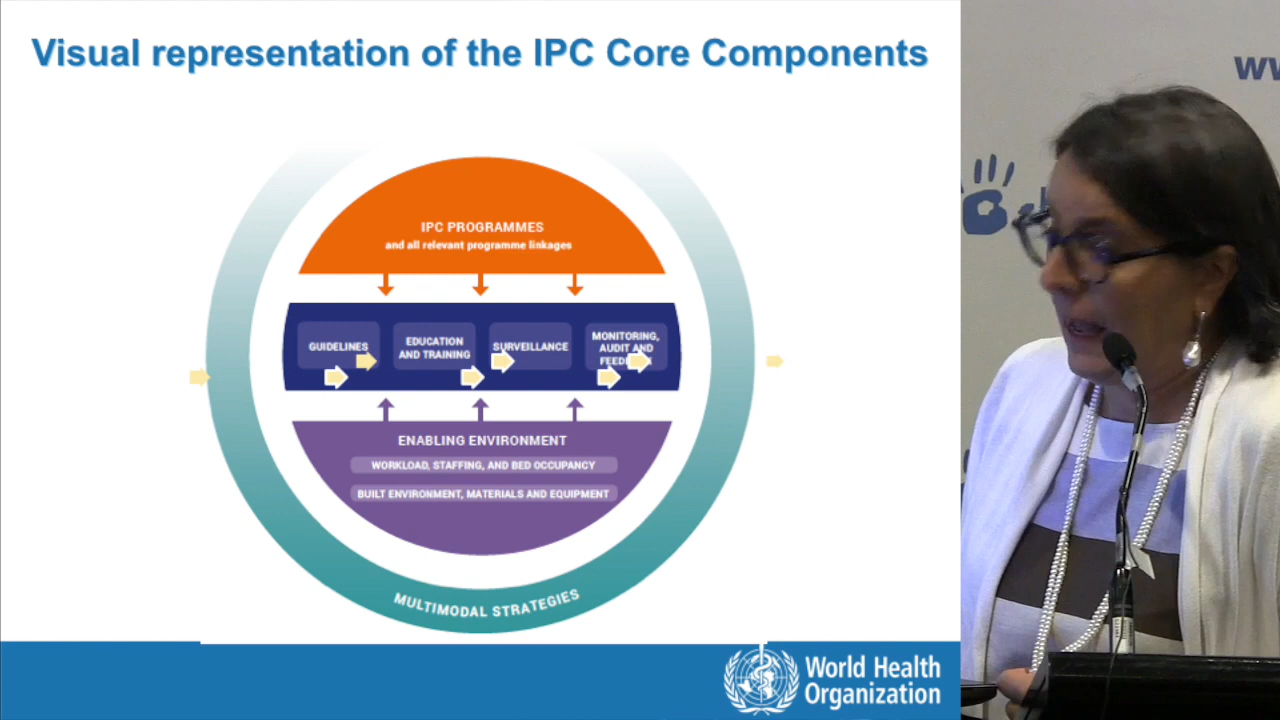 Visual representation of the IPC Core Components
ww
IPC PROGRAMMES
and all relevant programme linkages
GUIDELINES
EDUCATION
AND TRAINING
SURVEILLANCE
MONITORING,
AUDIT AND
ENABLING ENVIRONMENT
WORKLOAD, STAFFING, AND BED OCCUPANCY
BUILT ENVIRONMENT, MATERIALS AND EQUIPMENT
MULTIMODAL STRATEGIES
World Health
Organization